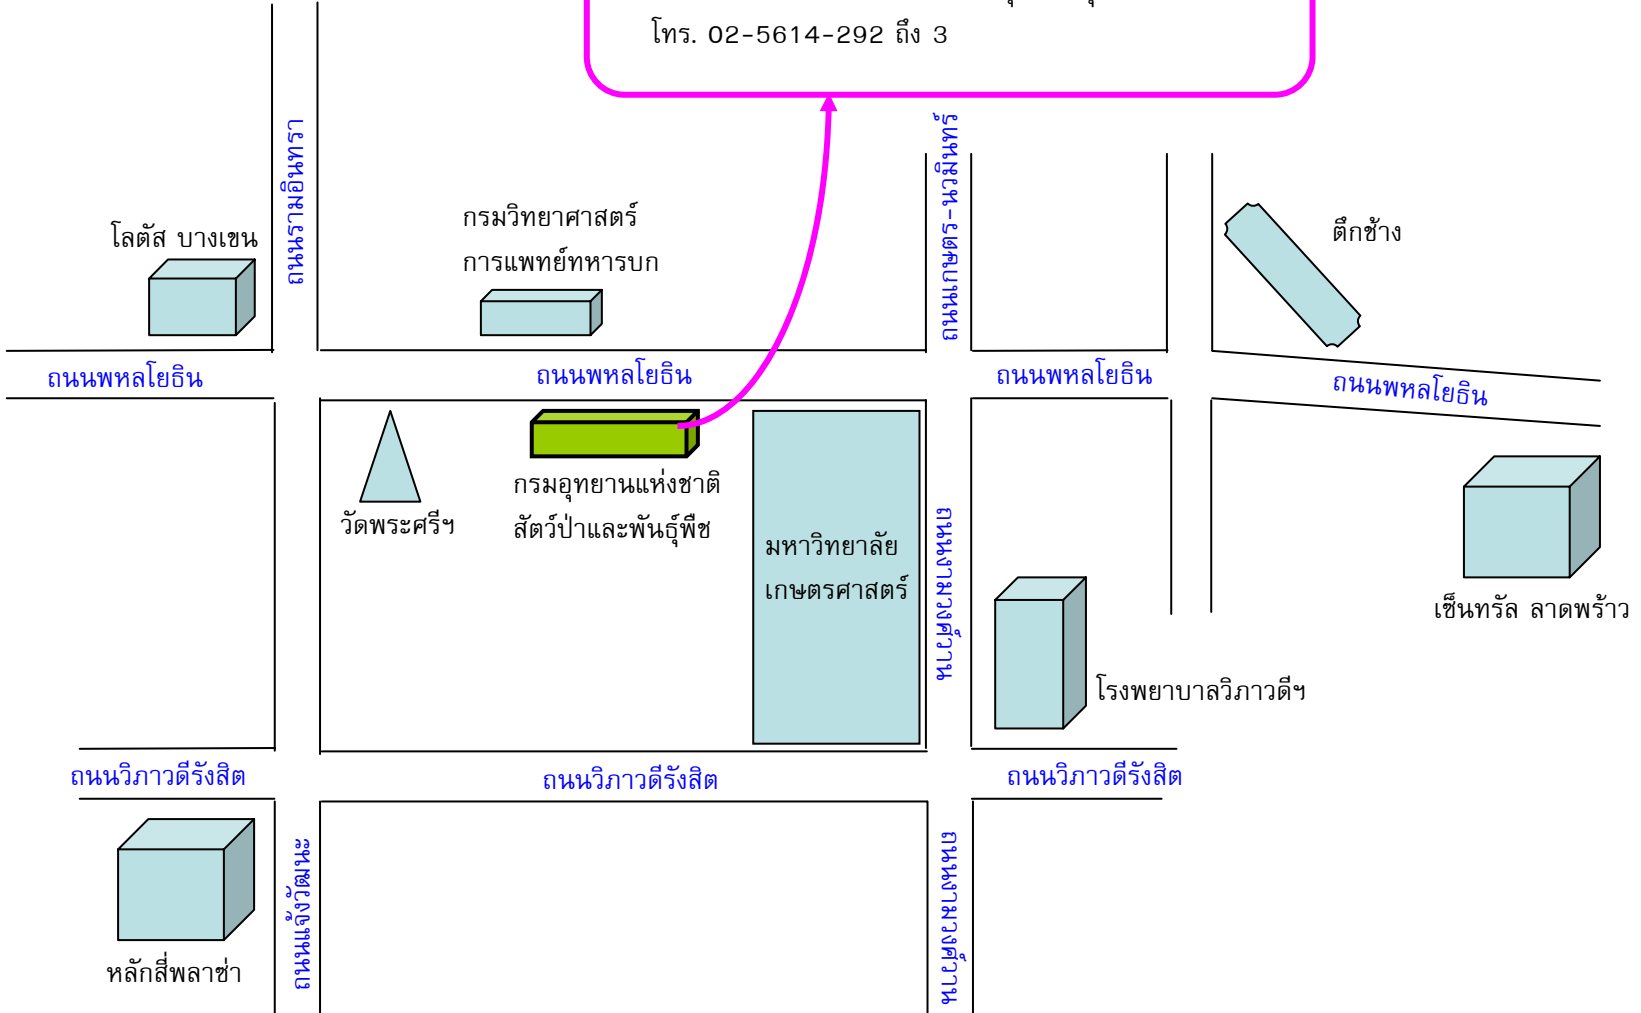 โทร. 02-5614-292 ถึง 3
ถนนรามอินทรา
ถนนเกษตร-นวมินทร์
โลตัส บางเขน
กรมวิทยาศาสตร์
การแพทย์ทหารบก
ตึกช้าง
ถนนพหลโยธิน
ถนนพหลโยธิน
ถนนพหลโยธิน
ถนนพหลโยธิน
วัดพระศรีฯ
กรมอุทยานแห่งชาติ
สัตว์ป่าและพันธุ์พืช
มหาวิทยาลัย
เกษตรศาสตร์
ถนนงามวงศ์วาน
เซ็นทรัล ลาดพร้าว
โรงพยาบาลวิภาวดีฯ
ถนนวิภาวดีรังสิต
ถนนวิภาวดีรังสิต
ถนนวิภาวดีรังสิต
หลักสี่พลาซ่า
ถนนแจ้งวัฒนะ
ถนนงามวงศ์วาน